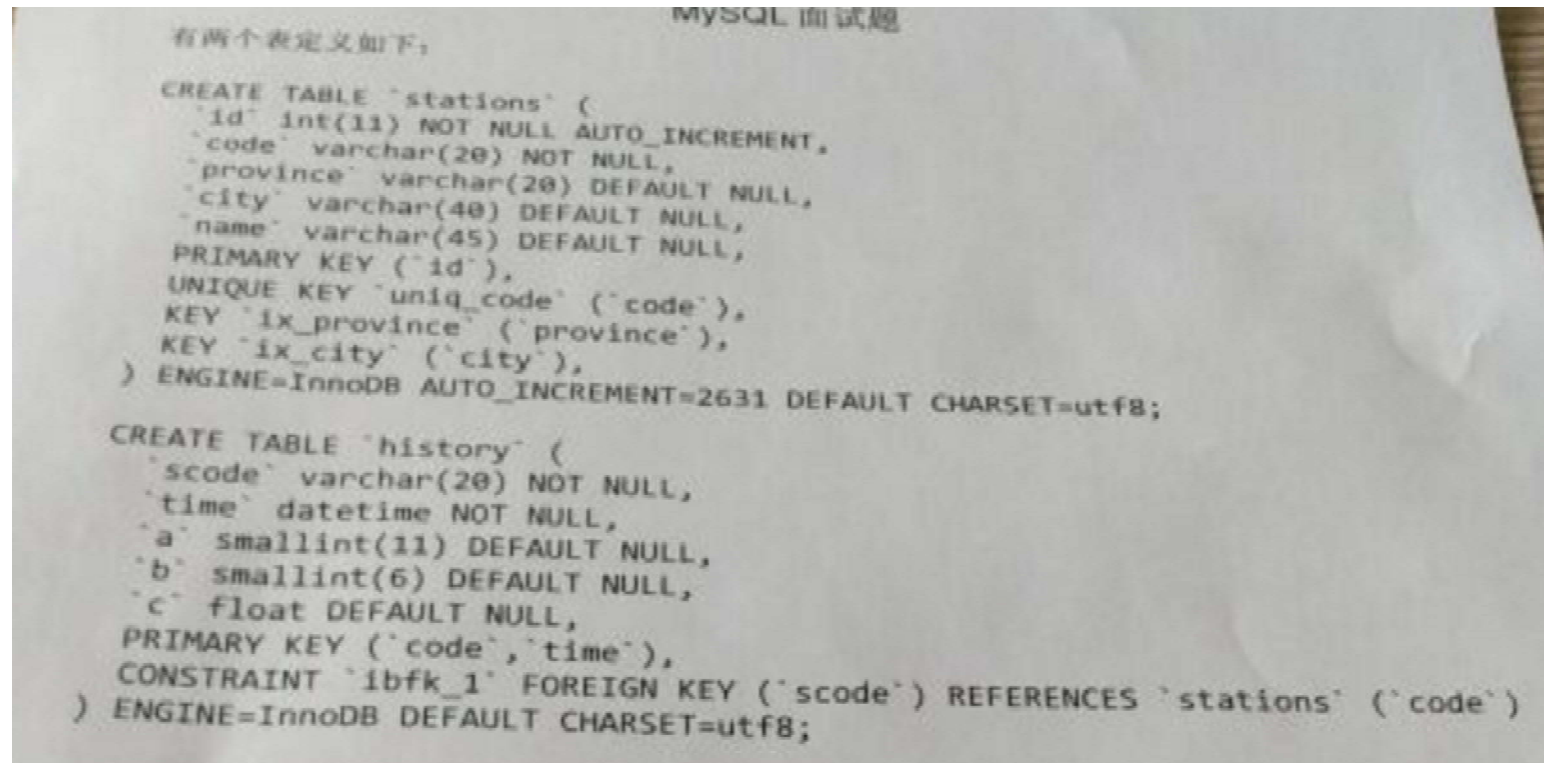 MySQL 面试题
有两个表定义如下:
CREATE TABLE `stations` (
`id` int(11) NOT NULL AUTO_INCREMENT,
`code` varchar(20) NOT NULL,
`province` varchar(20) DEFAULT NULL,
`city` varchar(40) DEFAULT NULL,
`name` varchar(45) DEFAULT NULL,
PRIMARY KEY (`id`),
UNIQUE KEY `uniq_code` (`code`),
KEY `ix_province` (`province`),
KEY `ix_city` (`city`),
) ENGINE=InnoDB AUTO_INCREMENT=2631 DEFAULT CHARSET=utf8;
CREATE TABLE `history` (
`scode` varchar(20) NOT NULL,
`time` datetime NOT NULL,
`a` smallint(11) DEFAULT NULL,
`b` smallint(6) DEFAULT NULL,
`c` float DEFAULT NULL,
PRIMARY KEY (`code`,`time`),
CONSTRAINT `ibfk_1` FOREIGN KEY (`scode`) REFERENCES `stations` (`code`)
) ENGINE=InnoDB DEFAULT CHARSET=utf8;